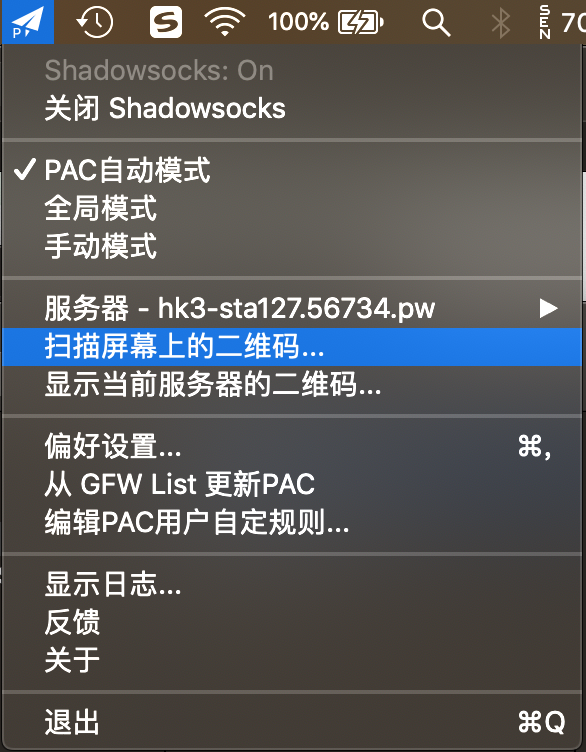 P
S
100%
SEN
70
Shadowsocks: On
关闭 Shadowsocks
✓ PAC自动模式
全局模式
手动模式
服务器 - hk3-sta127.56734.pw ▶
扫描屏幕上的二维码...
显示当前服务器的二维码...
偏好设置... ⌘,
从 GFW List 更新PAC
编辑PAC用户自定规则...
显示日志...
反馈
关于
退出 ⌘Q